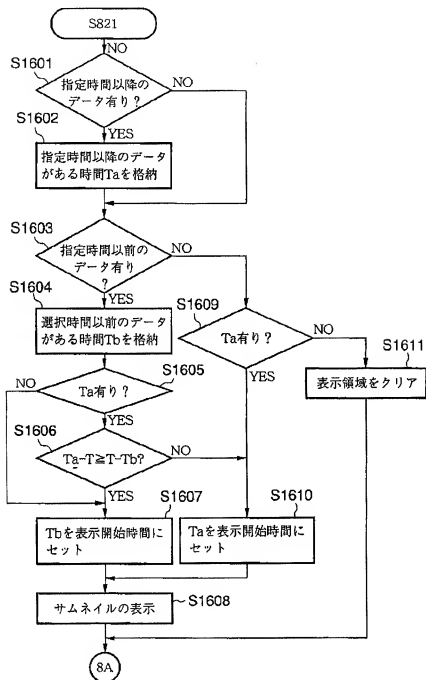 S821
NO
S1601
指定時間以降の
データ有り?
NO
S1602
YES
指定時間以降のデータ
がある時間Taを格納
S1603
指定時間以前の
データ有り
?
NO
S1604
YES
選択時間以前のデータ
がある時間Tbを格納
S1609
Ta有り?
NO
S1611
表示領域をクリア
YES
NO
Ta有り?
S1605
YES
S1606
Ta-T≧T-Tb?
NO
YES
S1607
S1610
Tbを表示開始時間に
セット
Taを表示開始時間に
セット
サムネイルの表示
S1608
8A